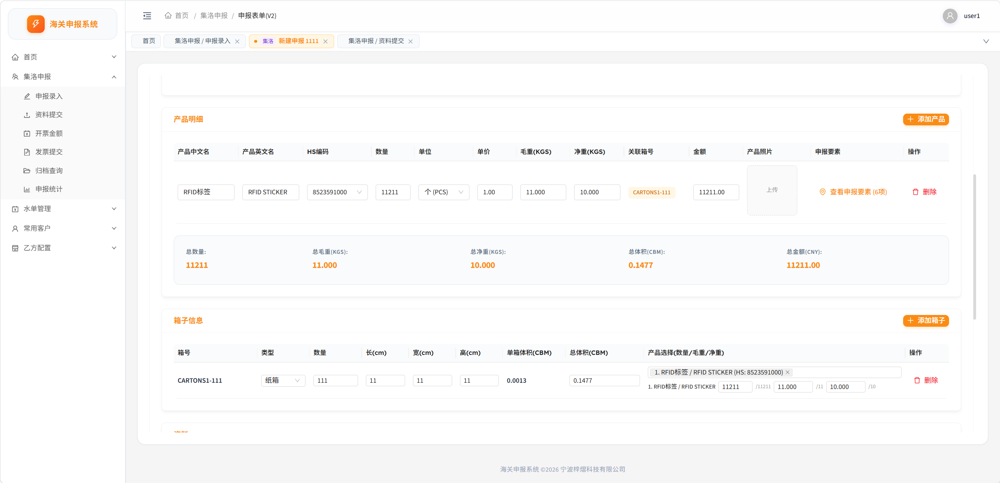 海关申报系统
首页 / 集洛申报 / 申报表单(V2)
user1
首页
集洛申报 / 申报录入
集洛 新建申报 1111
集洛申报 / 资料提交
首页
集洛申报
申报录入
资料提交
开票金额
发票提交
归档查询
申报统计
水单管理
常用客户
乙方配置
产品明细
添加产品
产品中文名 产品英文名 HS编码 数量 单位 单价 毛重(KGS) 净重(KGS) 关联箱号 金额 产品照片 申报要素 操作
RFID标签 RFID STICKER 8523591000 11211 个 (PCS) 1.00 11.000 10.000 CARTONS1-111 11211.00 上传 查看申报要素 (6项) 删除
总数量: 总毛重(KGS): 总净重(KGS): 总体积(CBM): 总金额(CNY):
11211 11.000 10.000 0.1477 11211.00
箱子信息
添加箱子
箱号 类型 数量 长(cm) 宽(cm) 高(cm) 单箱体积(CBM) 总体积(CBM) 产品选择(数量/毛重/净重) 操作
CARTONS1-111 纸箱 111 11 11 11 0.0013 0.1477
1. RFID标签 / RFID STICKER (HS: 8523591000)
1. RFID标签 / RFID STICKER 11211 /11211 11.000 /11 10.000 /10
删除
海关申报系统 ©2026 宁波梓熠科技有限公司